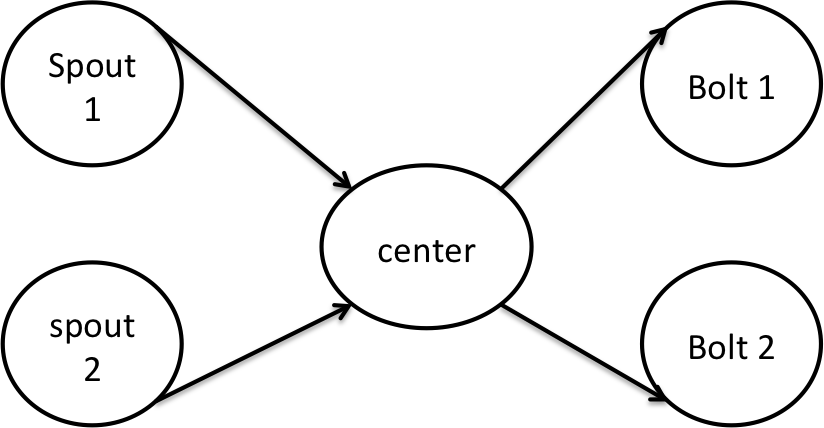 Spout
1
Bolt 1
center
spout
2
Bolt 2